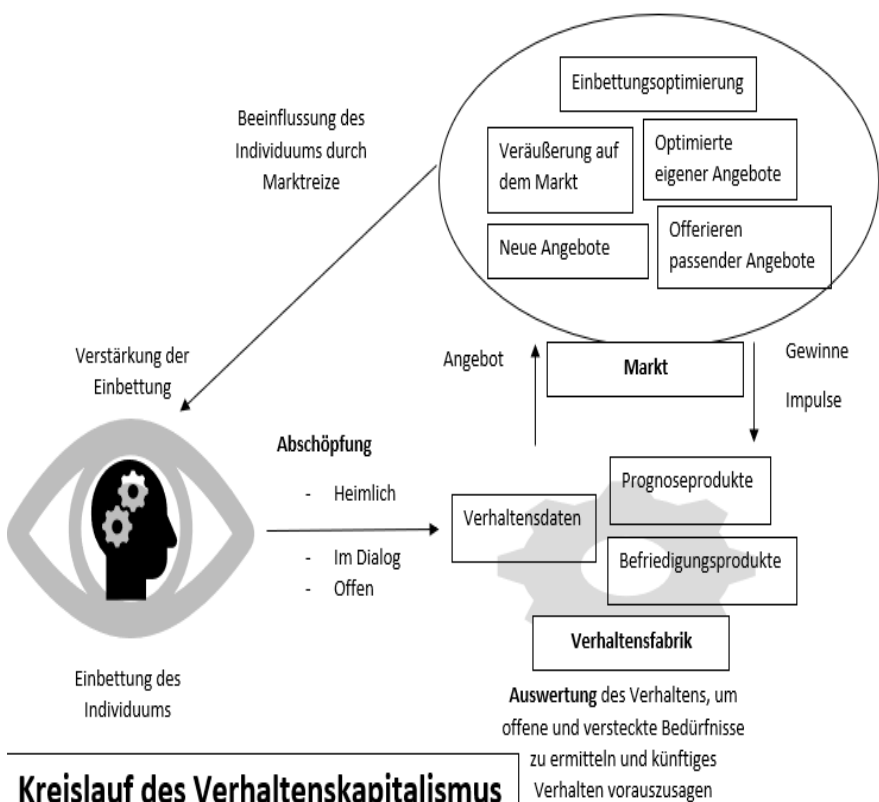 Einbettungsoptimierung
Beeinflussung des
Individuums durch
Marktreize
Veräußerung auf
dem Markt
Optimierte
eigener Angebote
Neue Angebote
Offerieren
passender Angebote
Verstärkung der
Einbettung
Angebot
Markt
Gewinne
Impulse
Abschöpfung
- Heimlich
- Im Dialog
- Offen
Verhaltensdaten
Prognoseprodukte
Befriedigungsprodukte
Verhaltensfabrik
Einbettung des
Individuums
Auswertung des Verhaltens, um
offene und versteckte Bedürfnisse
zu ermitteln und künftiges
Verhalten vorauszusagen
Kreislauf des Verhaltenskapitalismus